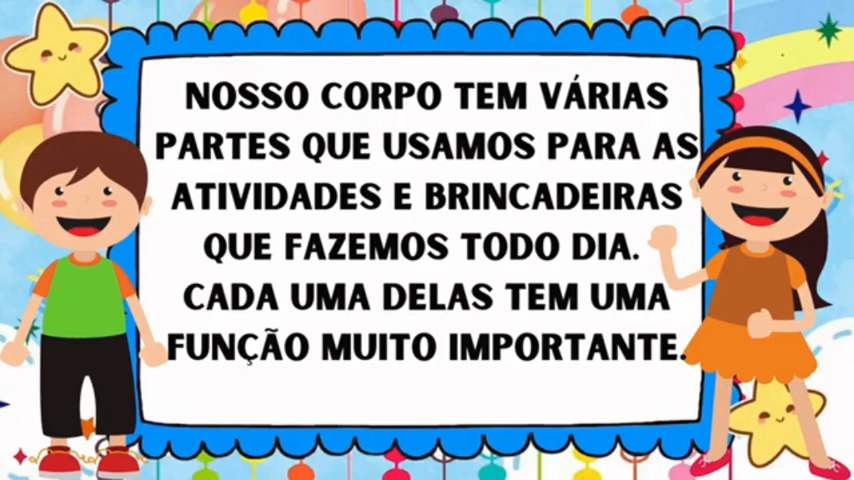 NOSSO CORPO TEM VÁRIAS
PARTES QUE USAMOS PARA AS
ATIVIDADES E BRINCADEIRAS
QUE FAZEMOS TODO DIA.
CADA UMA DELAS TEM UMA
FUNÇÃO MUITO IMPORTANTE.